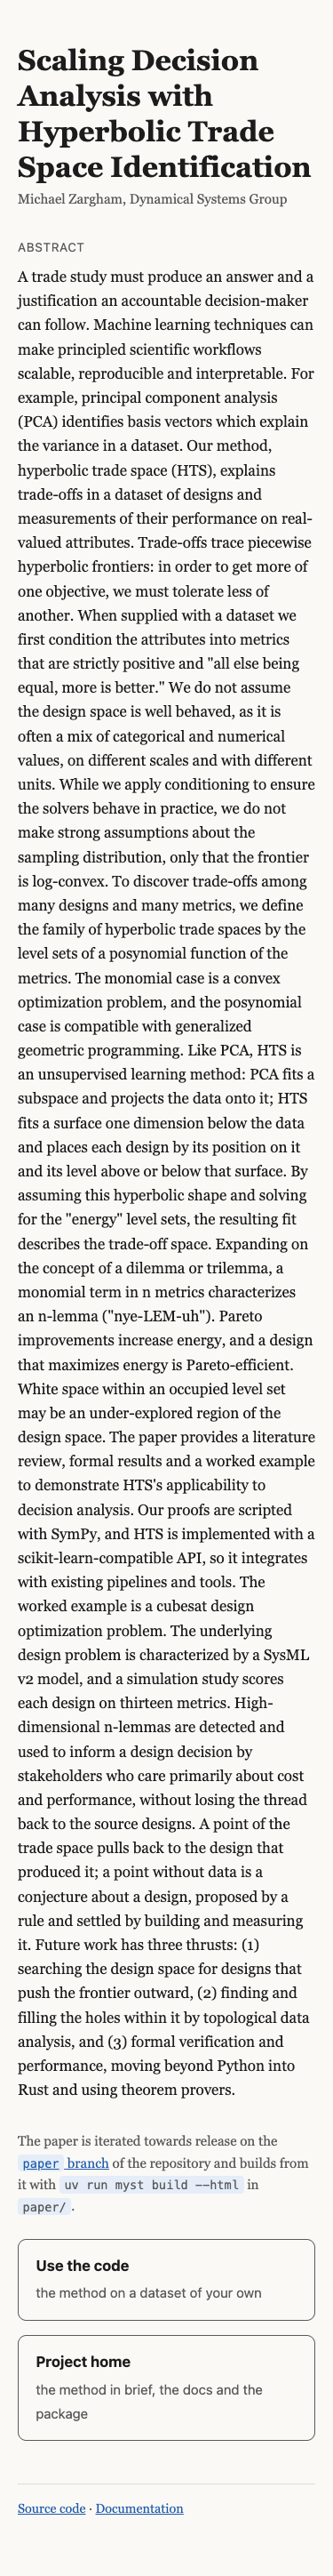 Scaling Decision
Analysis with
Hyperbolic Trade
Space Identification
Michael Zargham, Dynamical Systems Group
ABSTRACT
A trade study must produce an answer and a
justification an accountable decision-maker
can follow. Machine learning techniques can
make principled scientific workflows
scalable, reproducible and interpretable. For
example, principal component analysis
(PCA) identifies basis vectors which explain
the variance in a dataset. Our method,
hyperbolic trade space (HTS), explains
trade-offs in a dataset of designs and
measurements of their performance on real-
valued attributes. Trade-offs trace piecewise
hyperbolic frontiers: in order to get more of
one objective, we must tolerate less of
another. When supplied with a dataset we
first condition the attributes into metrics
that are strictly positive and "all else being
equal, more is better." We do not assume
the design space is well behaved, as it is
often a mix of categorical and numerical
values, on different scales and with different
units. While we apply conditioning to ensure
the solvers behave in practice, we do not
make strong assumptions about the
sampling distribution, only that the frontier
is log-convex. To discover trade-offs among
many designs and many metrics, we define
the family of hyperbolic trade spaces by the
level sets of a posynomial function of the
metrics. The monomial case is a convex
optimization problem, and the posynomial
case is compatible with generalized
geometric programming. Like PCA, HTS is
an unsupervised learning method: PCA fits a
subspace and projects the data onto it; HTS
fits a surface one dimension below the data
and places each design by its position on it
and its level above or below that surface. By
assuming this hyperbolic shape and solving
for the "energy" level sets, the resulting fit
describes the trade-off space. Expanding on
the concept of a dilemma or trilemma, a
monomial term in n metrics characterizes
an n-lemma ("nye-LEM-uh"). Pareto
improvements increase energy, and a design
that maximizes energy is Pareto-efficient.
White space within an occupied level set
may be an under-explored region of the
design space. The paper provides a literature
review, formal results and a worked example
to demonstrate HTS's applicability to
decision analysis. Our proofs are scripted
with SymPy, and HTS is implemented with a
scikit-learn-compatible API, so it integrates
with existing pipelines and tools. The
worked example is a cubesat design
optimization problem. The underlying
design problem is characterized by a SysML
v2 model, and a simulation study scores
each design on thirteen metrics. High-
dimensional n-lemmas are detected and
used to inform a design decision by
stakeholders who care primarily about cost
and performance, without losing the thread
back to the source designs. A point of the
trade space pulls back to the design that
produced it; a point without data is a
conjecture about a design, proposed by a
rule and settled by building and measuring
it. Future work has three thrusts: (1)
searching the design space for designs that
push the frontier outward, (2) finding and
filling the holes within it by topological data
analysis, and (3) formal verification and
performance, moving beyond Python into
Rust and using theorem provers.
The paper is iterated towards release on the
paper branch of the repository and builds from
it with uv run myst build --html in
paper/.
Use the code
the method on a dataset of your own
Project home
the method in brief, the docs and the
package
Source code · Documentation